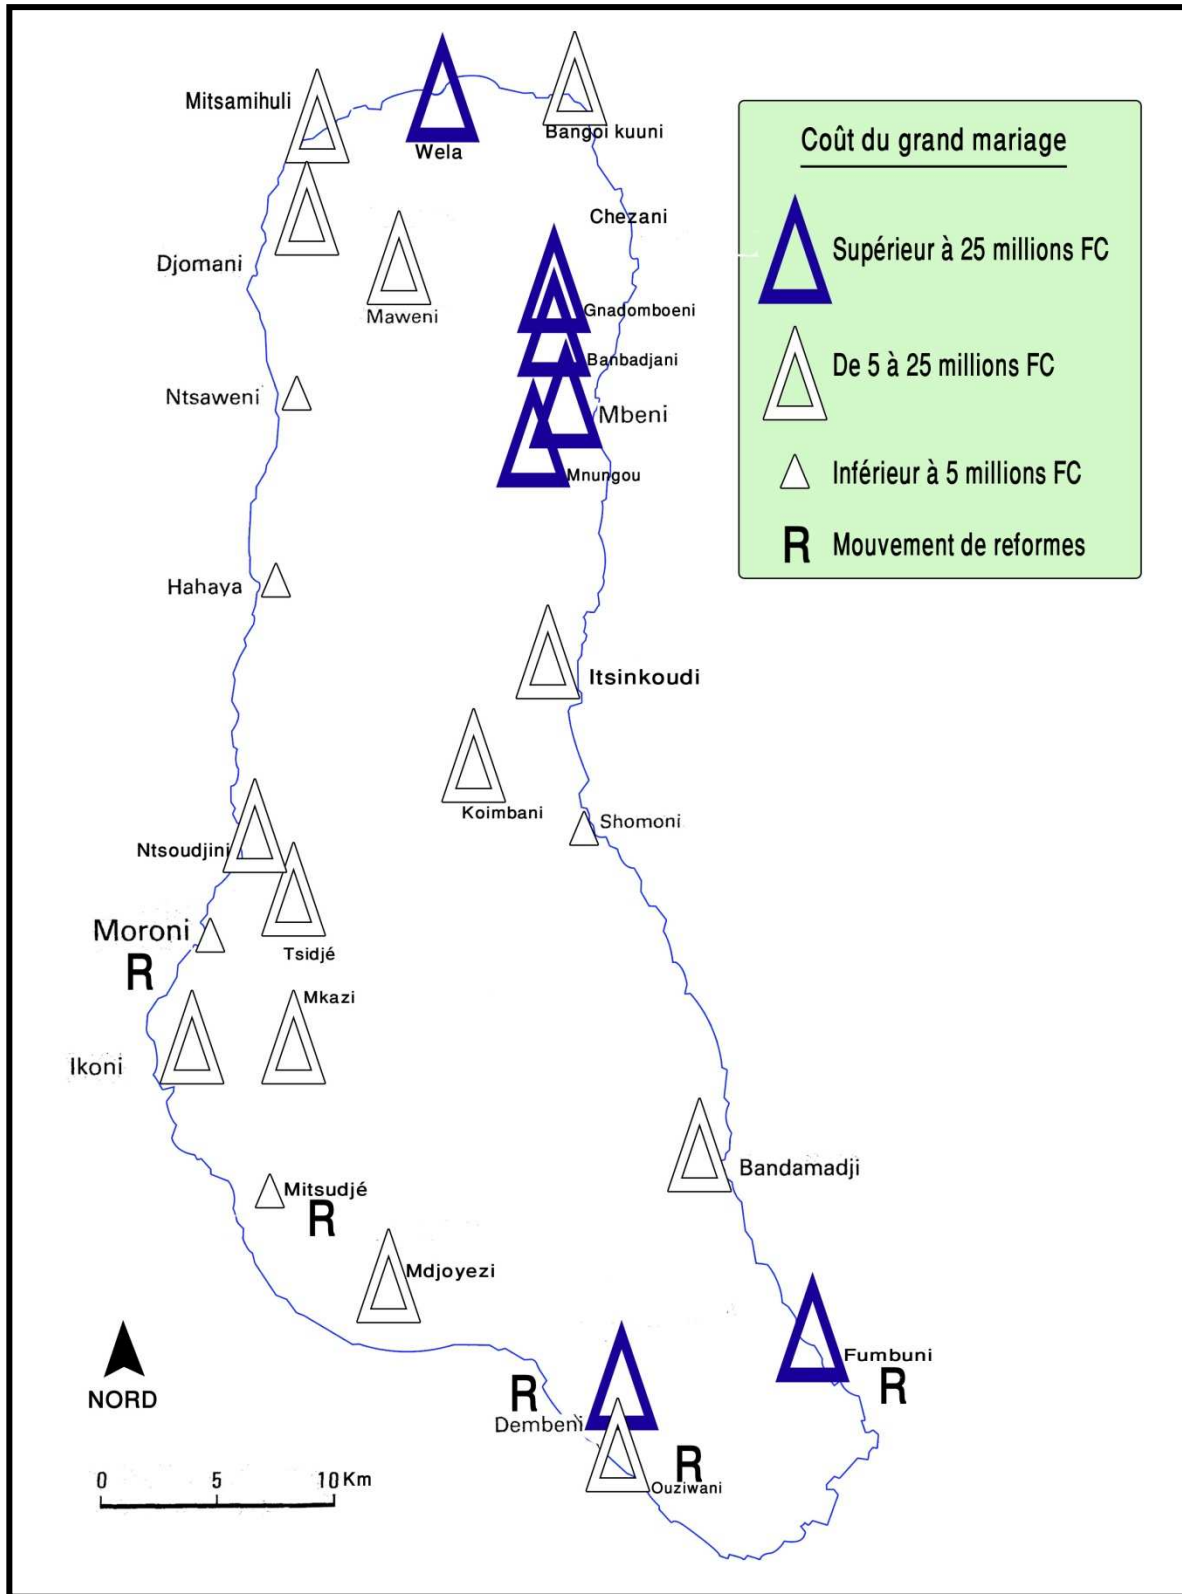 Mitsamihuli
Wela
Bangoi kuuni
Coût du grand mariage
Supérieur à 25 millions FC
De 5 à 25 millions FC
Inférieur à 5 millions FC
R Mouvement de reformes
Chezani
Djomani
Maweni
Gnadomboeni
Banbadjani
Ntsaweni
Mbeni
Mnungou
Hahaya
Itsinkoudi
Koimbani
Shomoni
Ntsoudjini
Moroni
R
Tsidjé
Mkazi
Ikoni
Bandamadji
Mitsudjé
R
Mdjoyezi
Fumbuni
R
R
Dembeni
R
Ouziwani
NORD
0 5 10 Km